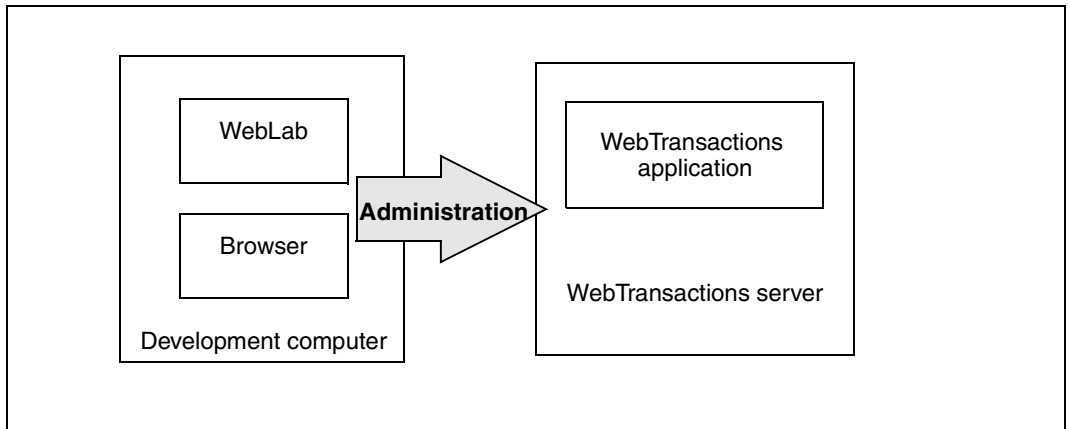 WebLab
Browser
Development computer
Administration
WebTransactions
application
WebTransactions server